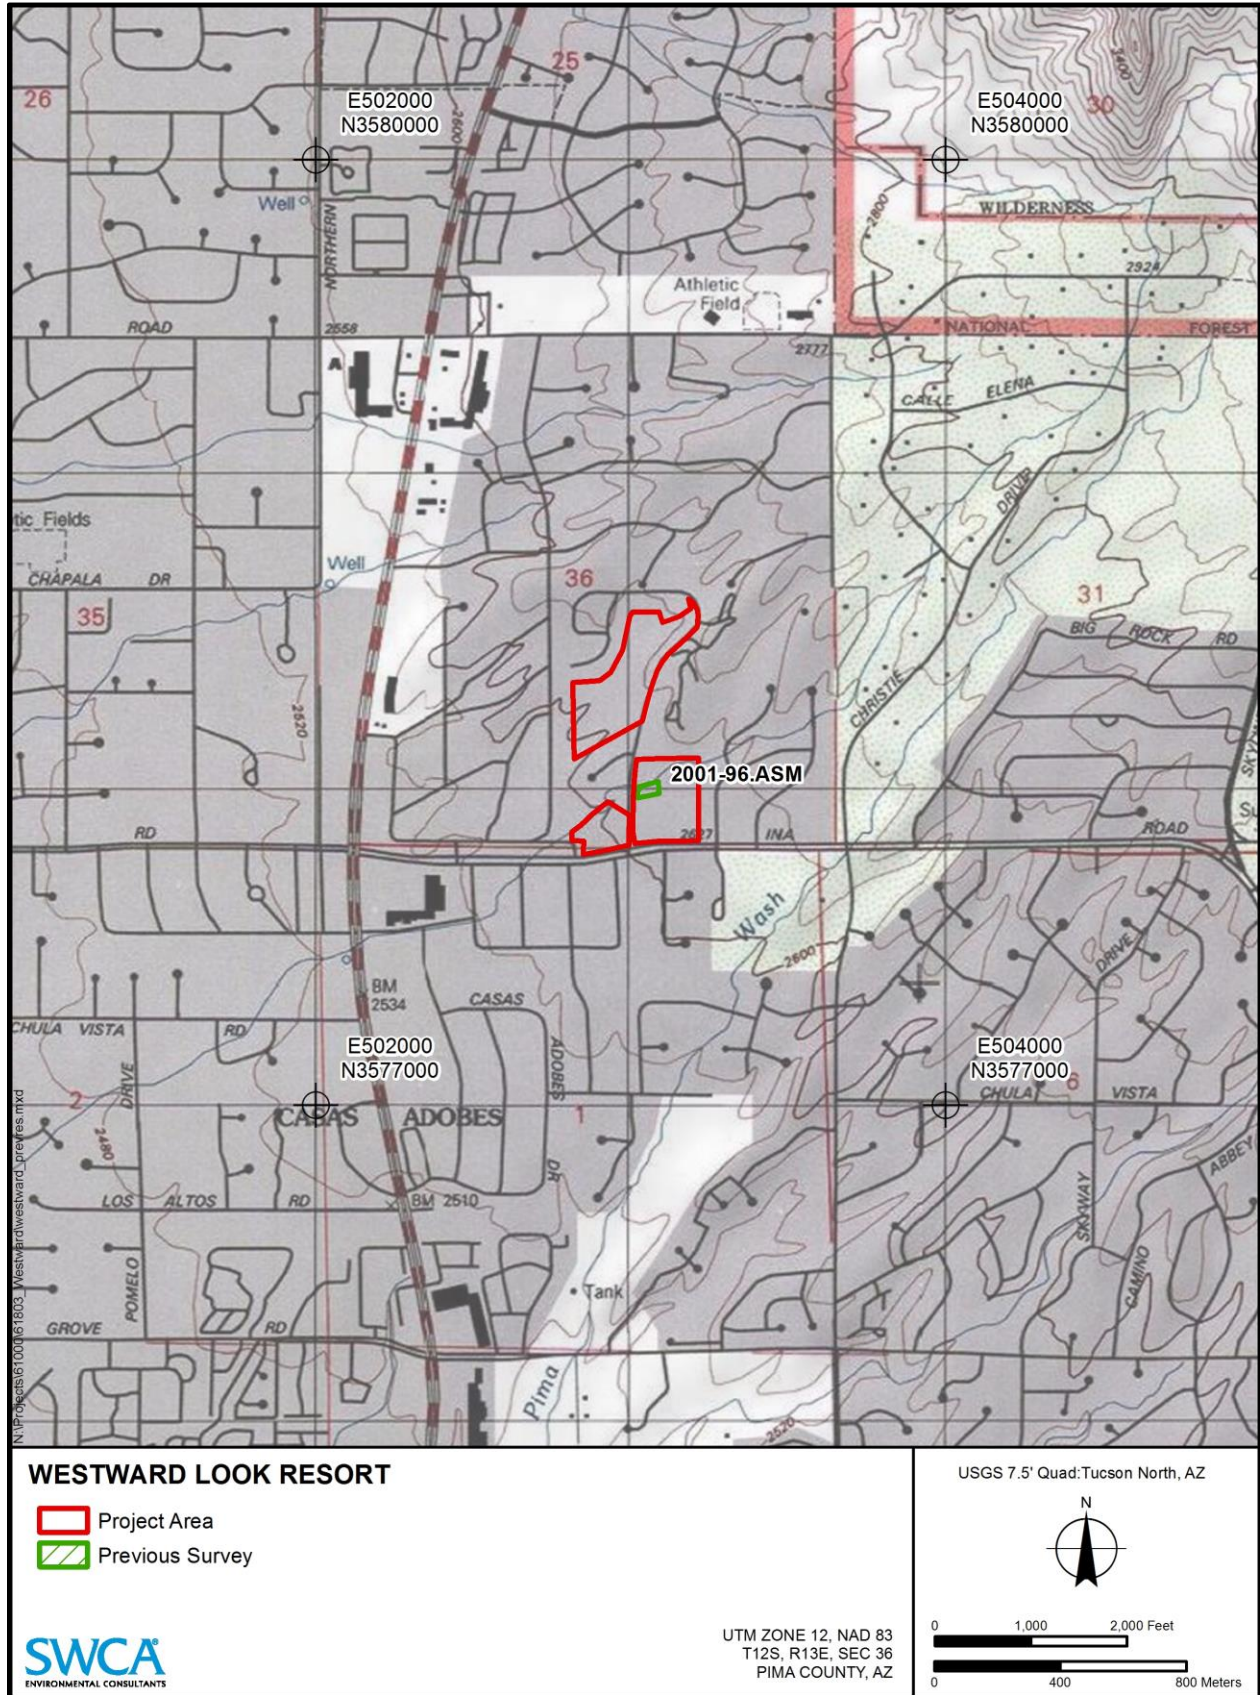 25
26
E502000
N3580000
E504000
N3580000
30
3400
2600
Well
NORTHERN
2800
WILDERNESS
2924
Athletic
Field
ROAD
2558
NATIONAL
FOREST
2777
A
CALLE ELENA
DRIVE
tic Fields
Well
CHAPALA DR
36
31
35
BIG ROCK RD
CHRISTIE
2520
2001-96.ASM
RD
2627
INA
ROAD
Wash
2600
DRIVE
BM
2534
CASAS
CHULA VISTA RD
E502000
N3577000
ADOBES
E504000
N3577000
CHULA VISTA
6
2
DRIVE
CASAS ADOBES
1
2480
DR
ABBEY
LOS ALTOS RD
BM 2510
SKYWAY
CAMINO
POMELO
Tank
GROVE RD
Pima
2520
N:\Projects\61000\61803_Westward\westward_prevres.mxd
WESTWARD LOOK RESORT
Project Area
Previous Survey
SWCA
ENVIRONMENTAL CONSULTANTS
UTM ZONE 12, NAD 83
T12S, R13E, SEC 36
PIMA COUNTY, AZ
USGS 7.5' Quad:Tucson North, AZ
N
0 1,000 2,000 Feet
0 400 800 Meters